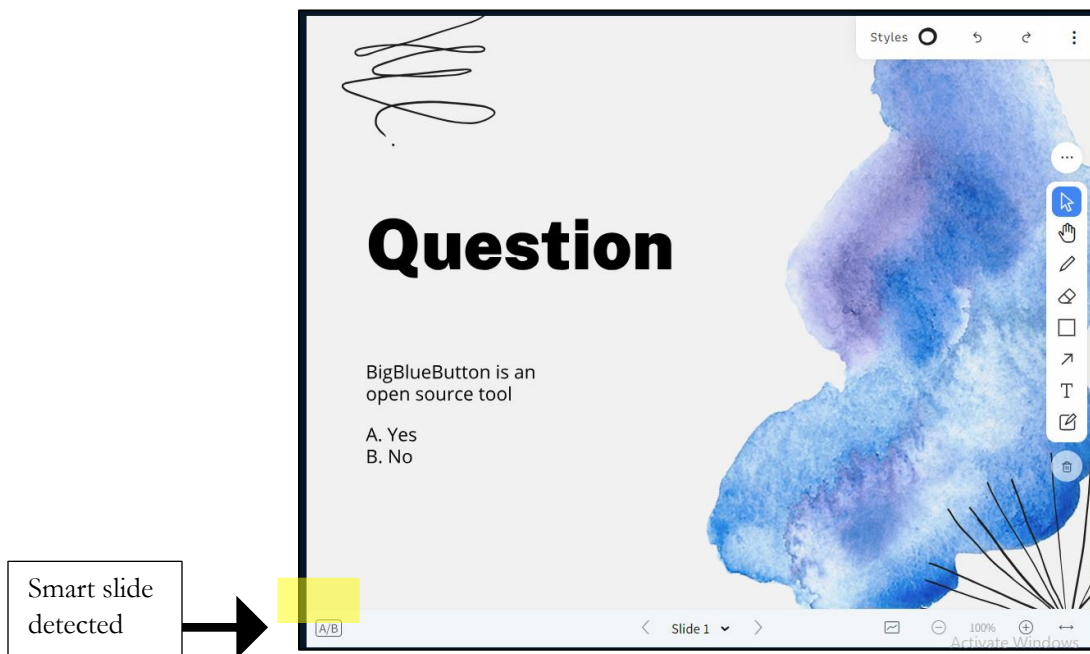 Styles
Question
BigBlueButton is an
open source tool
A. Yes
B. No
T
Smart slide
detected
A/B
Slide 1
100%
Activate Windows